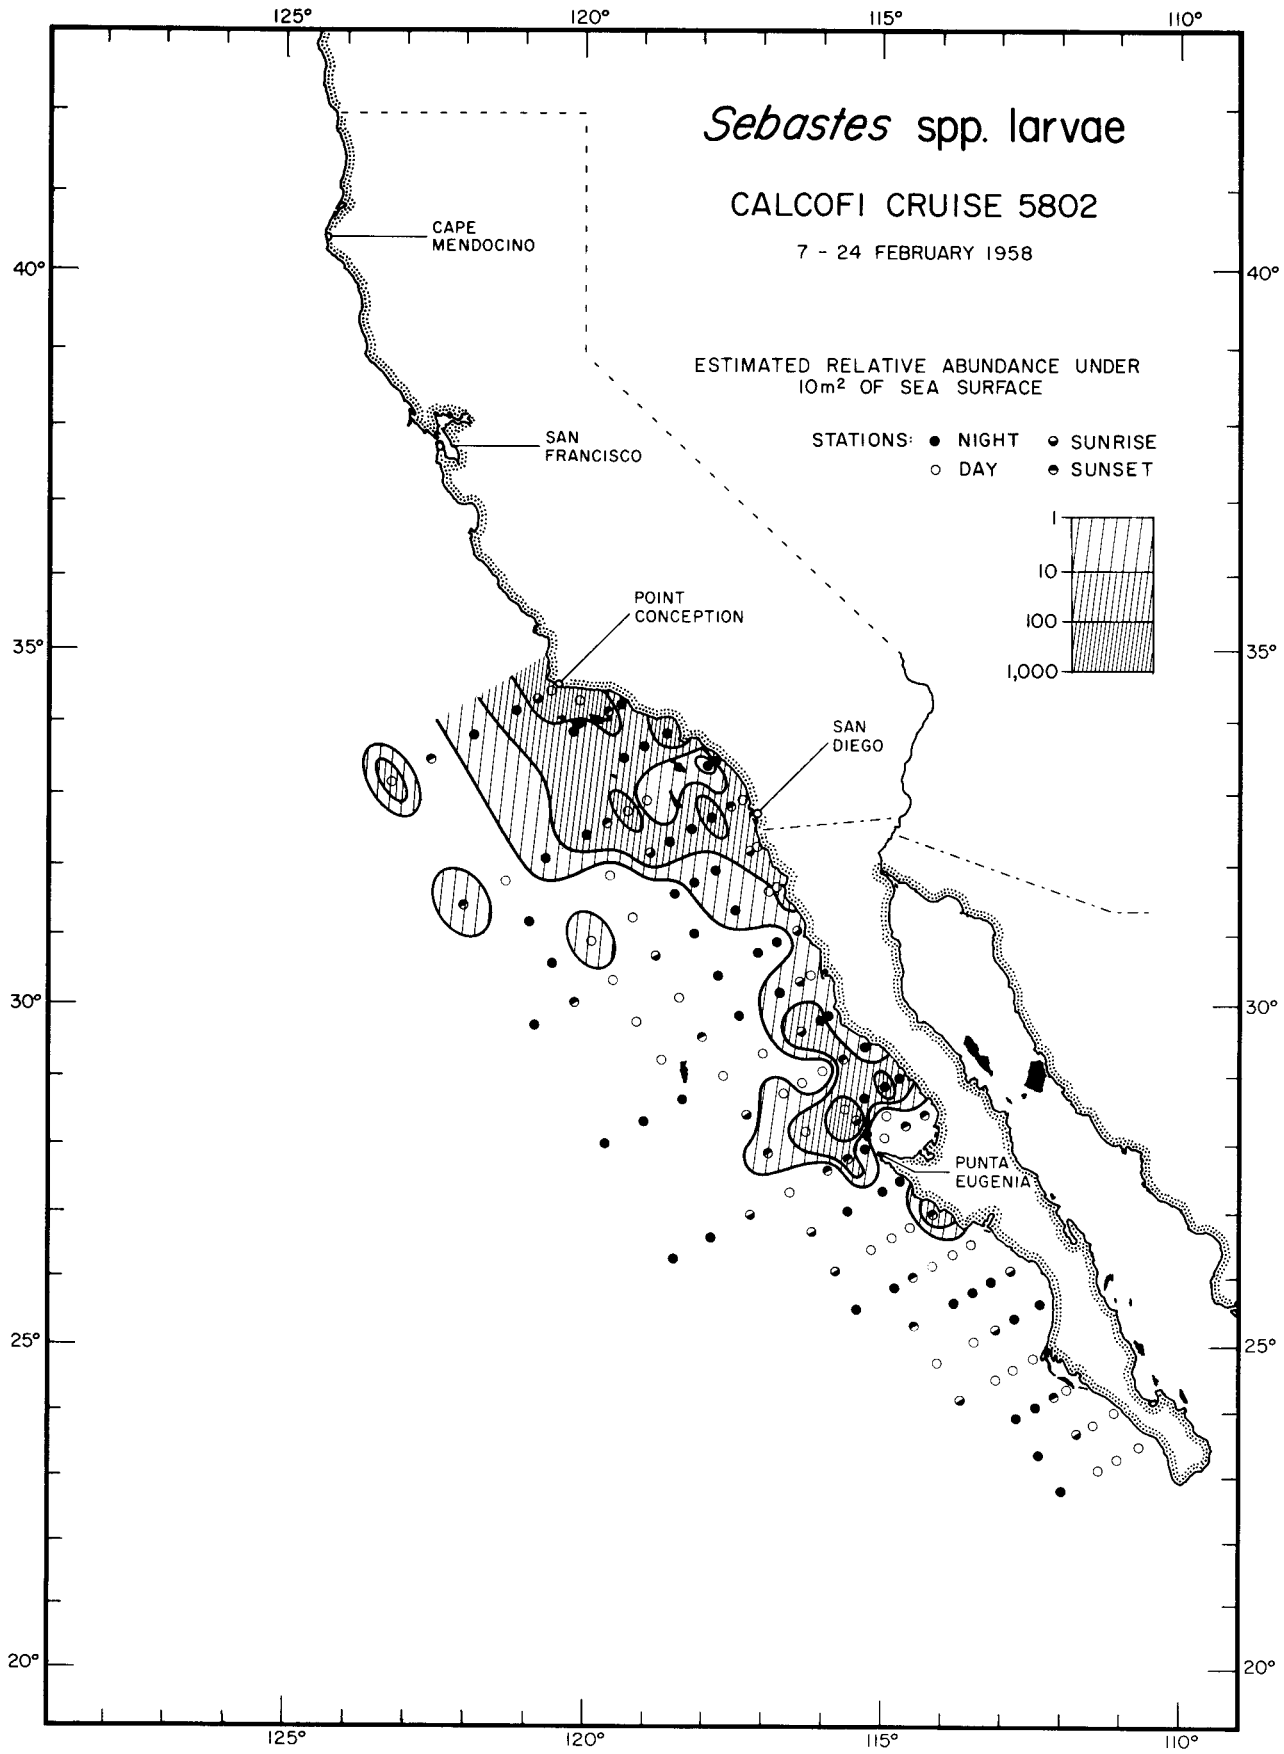 125° 120° 115° 110°
Sebastes spp. larvae
CALCOFI CRUISE 5802
7 - 24 FEBRUARY 1958
CAPE
MENDOCINO
40° 40°
ESTIMATED RELATIVE ABUNDANCE UNDER
10m² OF SEA SURFACE
STATIONS: ● NIGHT SUNRISE
○ DAY SUNSET
SAN
FRANCISCO
1
10
100
1,000
POINT
CONCEPTION
35° 35°
SAN
DIEGO
30° 30°
PUNTA
EUGENIA
25° 25°
20° 20°
125° 120° 115° 110°